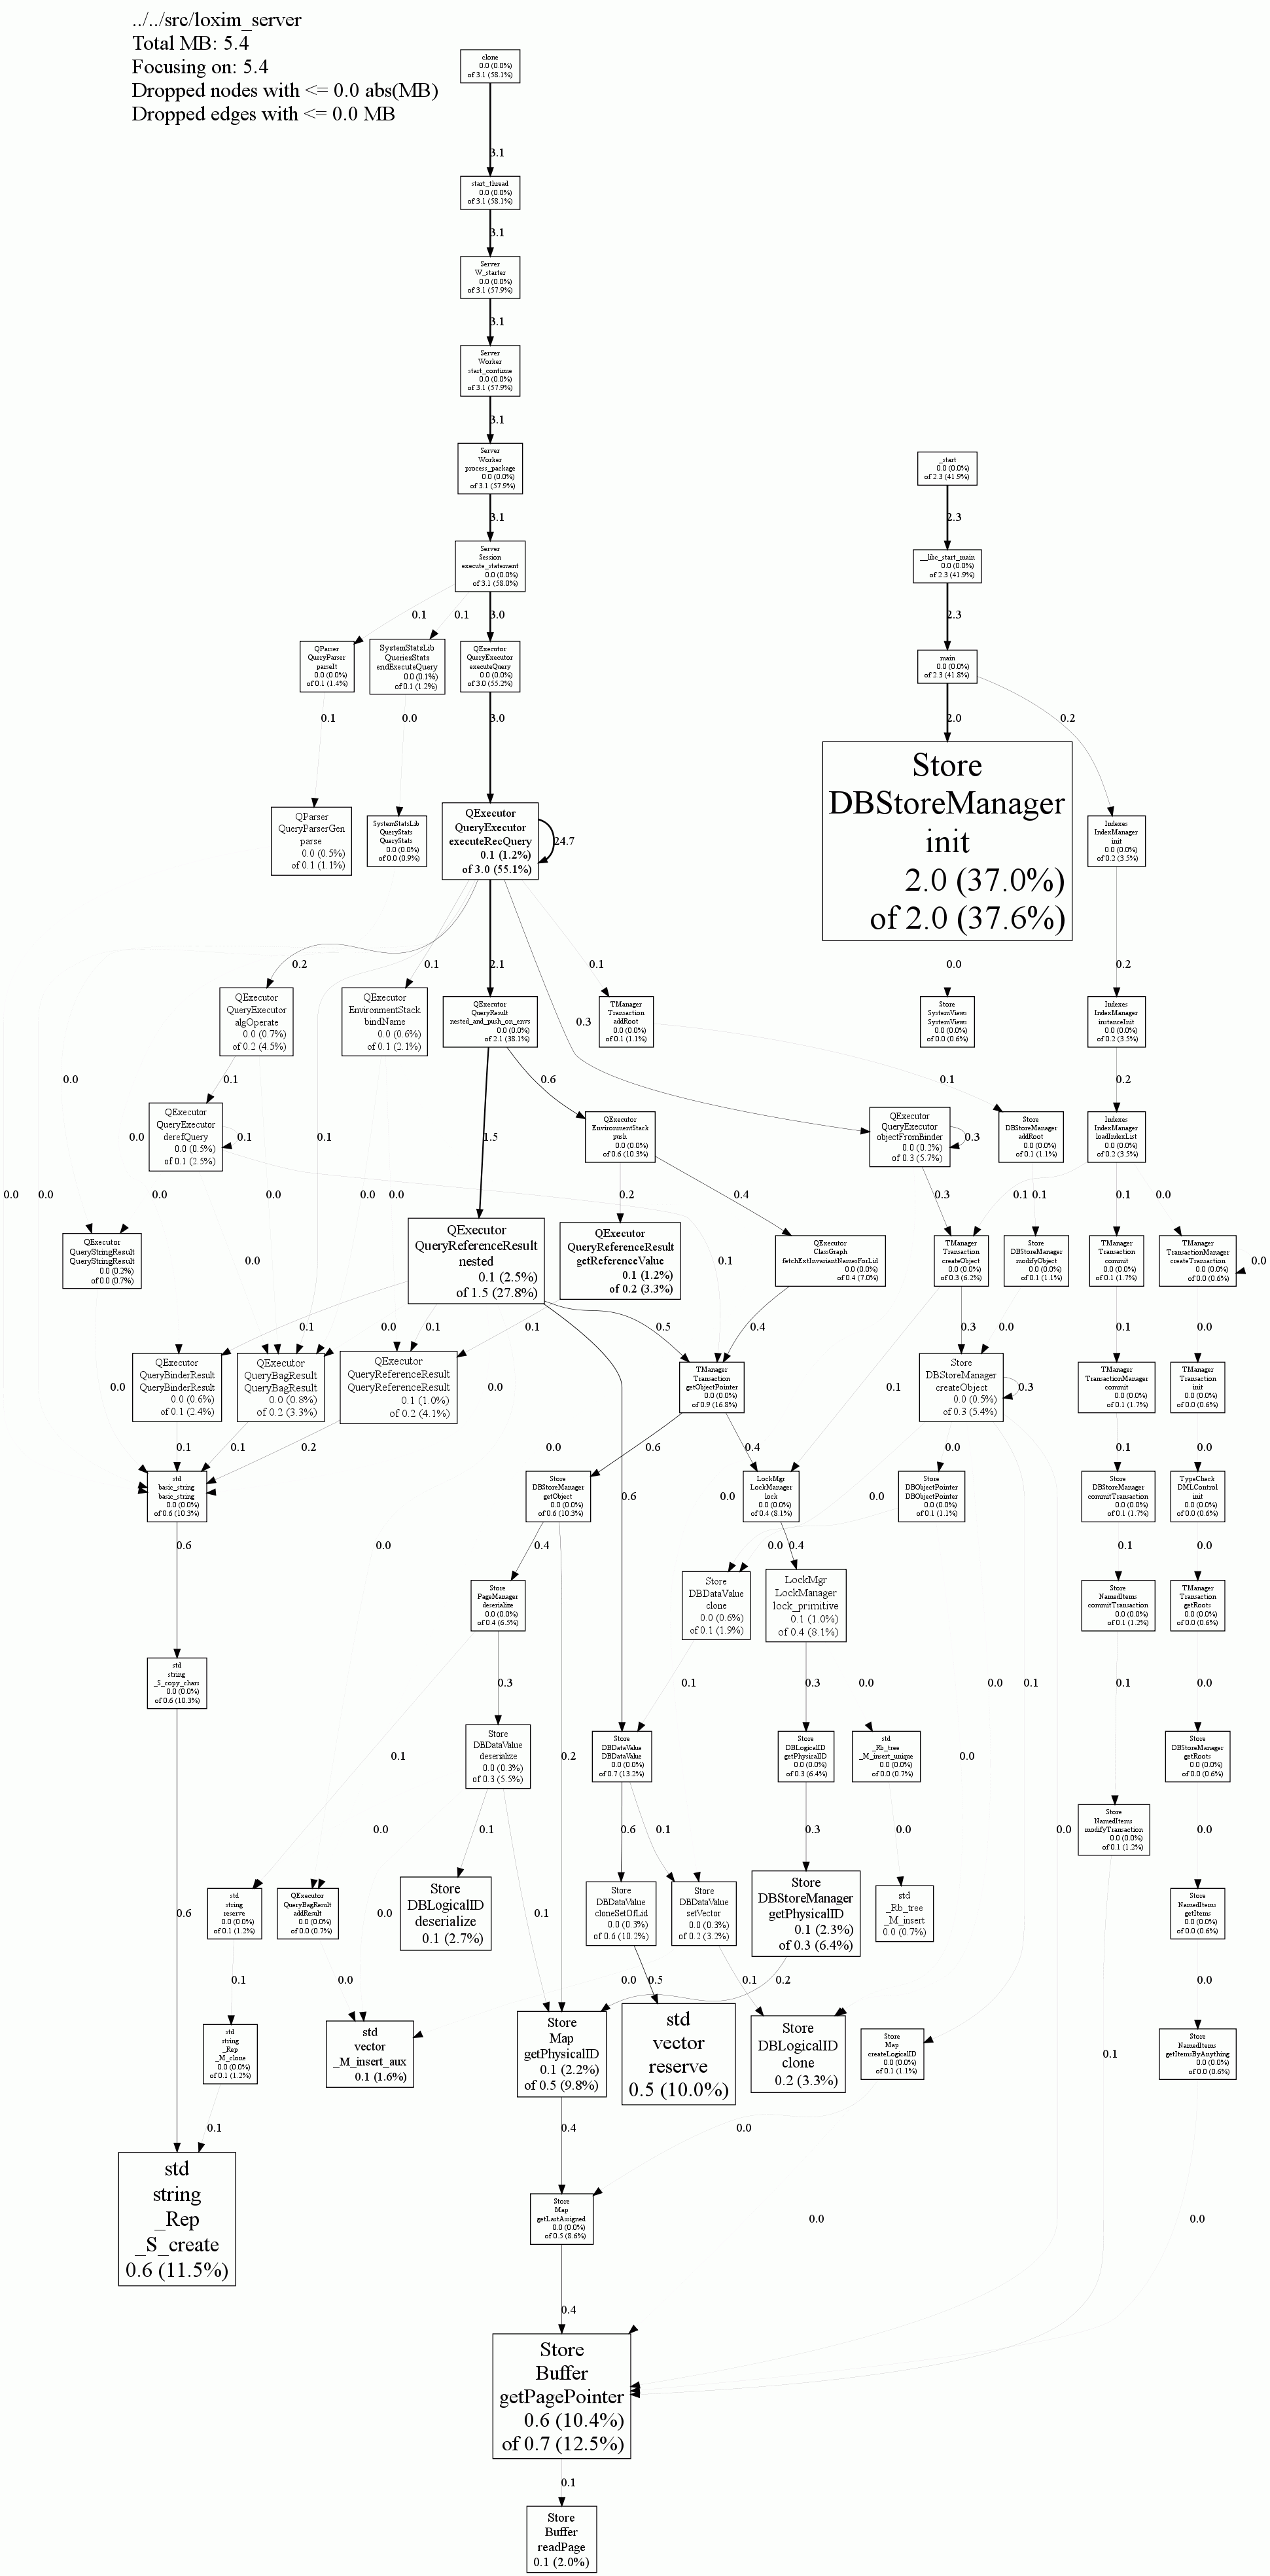 ../../src/loxim_server
Total MB: 5.4
Focusing on: 5.4
Dropped nodes with <= 0.0 abs(MB)
Dropped edges with <= 0.0 MB
clone
0.0 (0.0%)
of 3.1 (58.1%)
3.1
start_thread
0.0 (0.0%)
of 3.1 (58.1%)
3.1
Server
W_starter
0.0 (0.0%)
of 3.1 (57.9%)
3.1
Server
Worker
start_continue
0.0 (0.0%)
of 3.1 (57.9%)
3.1
Server
Worker
process_package
0.0 (0.0%)
of 3.1 (57.9%)
3.1
Server
Session
execute_statement
0.0 (0.0%)
of 3.1 (58.0%)
0.1
0.1
3.0
QParser
QueryParser
parseIt
0.0 (0.0%)
of 0.1 (1.4%)
SystemStatsLib
QueriesStats
endExecuteQuery
0.0 (0.1%)
of 0.1 (1.2%)
QExecutor
QueryExecutor
executeQuery
0.0 (0.0%)
of 3.0 (55.2%)
0.1
0.0
3.0
QParser
QueryParserGen
parse
0.0 (0.5%)
of 0.1 (1.1%)
SystemStatsLib
QueryStats
QueryStats
0.0 (0.0%)
of 0.0 (0.9%)
QExecutor
QueryExecutor
executeRecQuery
0.1 (1.2%)
of 3.0 (55.1%)
24.7
_start
0.0 (0.0%)
of 2.3 (41.9%)
2.3
__libc_start_main
0.0 (0.0%)
of 2.3 (41.9%)
2.3
main
0.0 (0.0%)
of 2.3 (41.8%)
2.0
0.2
Store
DBStoreManager
init
2.0 (37.0%)
of 2.0 (37.6%)
Indexes
IndexManager
init
0.0 (0.0%)
of 0.2 (3.5%)
0.2
0.1
2.1
0.1
0.0
0.2
QExecutor
QueryExecutor
algOperate
0.0 (0.7%)
of 0.2 (4.5%)
QExecutor
EnvironmentStack
bindName
0.0 (0.6%)
of 0.1 (2.1%)
QExecutor
QueryResult
nested_and_push_on_envs
0.0 (0.0%)
of 2.1 (38.1%)
0.3
TManager
Transaction
addRoot
0.0 (0.0%)
of 0.1 (1.1%)
Store
SystemViews
SystemViews
0.0 (0.0%)
of 0.0 (0.6%)
Indexes
IndexManager
instanceInit
0.0 (0.0%)
of 0.2 (3.5%)
0.0
0.1
0.6
0.1
0.2
QExecutor
QueryExecutor
derefQuery
0.0 (0.5%)
of 0.1 (2.5%)
0.0
0.1
0.1
1.5
QExecutor
EnvironmentStack
push
0.0 (0.0%)
of 0.6 (10.3%)
QExecutor
QueryExecutor
objectFromBinder
0.0 (0.2%)
of 0.3 (5.7%)
0.3
Store
DBStoreManager
addRoot
0.0 (0.0%)
of 0.1 (1.1%)
Indexes
IndexManager
loadIndexList
0.0 (0.0%)
of 0.2 (3.5%)
0.0
0.0
0.0
0.0
0.0
0.0
0.2
0.4
0.3
0.1
0.1
0.1
0.0
QExecutor
QueryStringResult
QueryStringResult
0.0 (0.2%)
of 0.0 (0.7%)
0.0
QExecutor
QueryReferenceResult
nested
0.1 (2.5%)
of 1.5 (27.8%)
QExecutor
QueryReferenceResult
getReferenceValue
0.1 (1.2%)
of 0.2 (3.3%)
0.1
QExecutor
ClassGraph
fetchExtInvariantNamesForLid
0.0 (0.0%)
of 0.4 (7.0%)
TManager
Transaction
createObject
0.0 (0.0%)
of 0.3 (6.2%)
Store
DBStoreManager
modifyObject
0.0 (0.0%)
of 0.1 (1.1%)
TManager
Transaction
commit
0.0 (0.0%)
of 0.1 (1.7%)
TManager
TransactionManager
createTransaction
0.0 (0.0%)
of 0.0 (0.6%)
0.0
0.1
0.0
0.1
0.1
0.5
0.4
0.3
0.0
0.1
0.0
0.0
QExecutor
QueryBinderResult
QueryBinderResult
0.0 (0.6%)
of 0.1 (2.4%)
QExecutor
QueryBagResult
QueryBagResult
0.0 (0.8%)
of 0.2 (3.3%)
QExecutor
QueryReferenceResult
QueryReferenceResult
0.1 (1.0%)
of 0.2 (4.1%)
0.0
TManager
Transaction
getObjectPointer
0.0 (0.0%)
of 0.9 (16.8%)
0.1
Store
DBStoreManager
createObject
0.0 (0.5%)
of 0.3 (5.4%)
0.3
TManager
TransactionManager
commit
0.0 (0.0%)
of 0.1 (1.7%)
TManager
Transaction
init
0.0 (0.0%)
of 0.0 (0.6%)
0.1
0.1
0.2
0.0
0.6
0.4
0.0
0.1
0.0
std
basic_string
basic_string
0.0 (0.0%)
of 0.6 (10.3%)
Store
DBStoreManager
getObject
0.0 (0.0%)
of 0.6 (10.3%)
0.6
0.0
LockMgr
LockManager
lock
0.0 (0.0%)
of 0.4 (8.1%)
0.0
Store
DBObjectPointer
DBObjectPointer
0.0 (0.0%)
of 0.1 (1.1%)
Store
DBStoreManager
commitTransaction
0.0 (0.0%)
of 0.1 (1.7%)
TypeCheck
DMLControl
init
0.0 (0.0%)
of 0.0 (0.6%)
0.6
0.0
0.4
0.0
0.4
0.1
0.0
Store
PageManager
deserialize
0.0 (0.0%)
of 0.4 (6.5%)
Store
DBDataValue
clone
0.0 (0.6%)
of 0.1 (1.9%)
LockMgr
LockManager
lock_primitive
0.1 (1.0%)
of 0.4 (8.1%)
Store
NamedItems
commitTransaction
0.0 (0.0%)
of 0.1 (1.2%)
TManager
Transaction
getRoots
0.0 (0.0%)
of 0.0 (0.6%)
std
string
_S_copy_chars
0.0 (0.0%)
of 0.6 (10.3%)
0.3
0.1
0.3
0.0
0.0
0.1
0.1
0.0
0.1
Store
DBDataValue
deserialize
0.0 (0.3%)
of 0.3 (5.5%)
0.2
Store
DBDataValue
DBDataValue
0.0 (0.0%)
of 0.7 (13.2%)
Store
DBLogicalID
getPhysicalID
0.0 (0.0%)
of 0.3 (6.4%)
std
_Rb_tree
_M_insert_unique
0.0 (0.0%)
of 0.0 (0.7%)
0.0
Store
DBStoreManager
getRoots
0.0 (0.0%)
of 0.0 (0.6%)
0.0
0.1
0.6
0.1
0.3
0.0
0.0
Store
NamedItems
modifyTransaction
0.0 (0.0%)
of 0.1 (1.2%)
0.0
0.6
std
string
reserve
0.0 (0.0%)
of 0.1 (1.2%)
QExecutor
QueryBagResult
addResult
0.0 (0.0%)
of 0.0 (0.7%)
0.0
Store
DBLogicalID
deserialize
0.1 (2.7%)
0.1
Store
DBDataValue
cloneSetOfLid
0.0 (0.3%)
of 0.6 (10.2%)
Store
DBDataValue
setVector
0.0 (0.3%)
of 0.2 (3.2%)
Store
DBStoreManager
getPhysicalID
0.1 (2.3%)
of 0.3 (6.4%)
std
_Rb_tree
_M_insert
0.0 (0.7%)
Store
NamedItems
getItems
0.0 (0.0%)
of 0.0 (0.6%)
0.1
0.0
0.0
0.5
0.1
0.2
0.0
std
string
_Rep
_M_clone
0.0 (0.0%)
of 0.1 (1.2%)
std
vector
_M_insert_aux
0.1 (1.6%)
Store
Map
getPhysicalID
0.1 (2.2%)
of 0.5 (9.8%)
std
vector
reserve
0.5 (10.0%)
Store
DBLogicalID
clone
0.2 (3.3%)
Store
Map
createLogicalID
0.0 (0.0%)
of 0.1 (1.1%)
0.1
Store
NamedItems
getItemsByAnything
0.0 (0.0%)
of 0.0 (0.6%)
0.1
0.4
0.0
std
string
_Rep
_S_create
0.6 (11.5%)
Store
Map
getLastAssigned
0.0 (0.0%)
of 0.5 (8.6%)
0.0
0.0
0.4
Store
Buffer
getPagePointer
0.6 (10.4%)
of 0.7 (12.5%)
0.1
Store
Buffer
readPage
0.1 (2.0%)